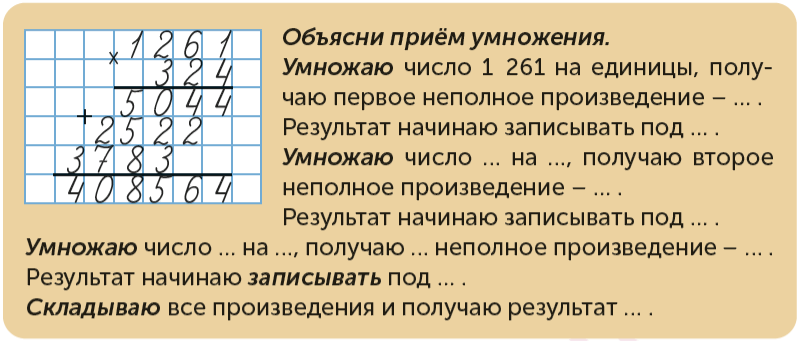 × 1261
324
5044
+ 2522
3783
408564
Объясни приём умножения.
Умножаю число 1 261 на единицы, полу-
чаю первое неполное произведение – ... .
Результат начинаю записывать под ... .
Умножаю число ... на ..., получаю второе
неполное произведение – ... .
Результат начинаю записывать под ... .
Умножаю число ... на ..., получаю ... неполное произведение – ... .
Результат начинаю записывать под ... .
Складываю все произведения и получаю результат ... .